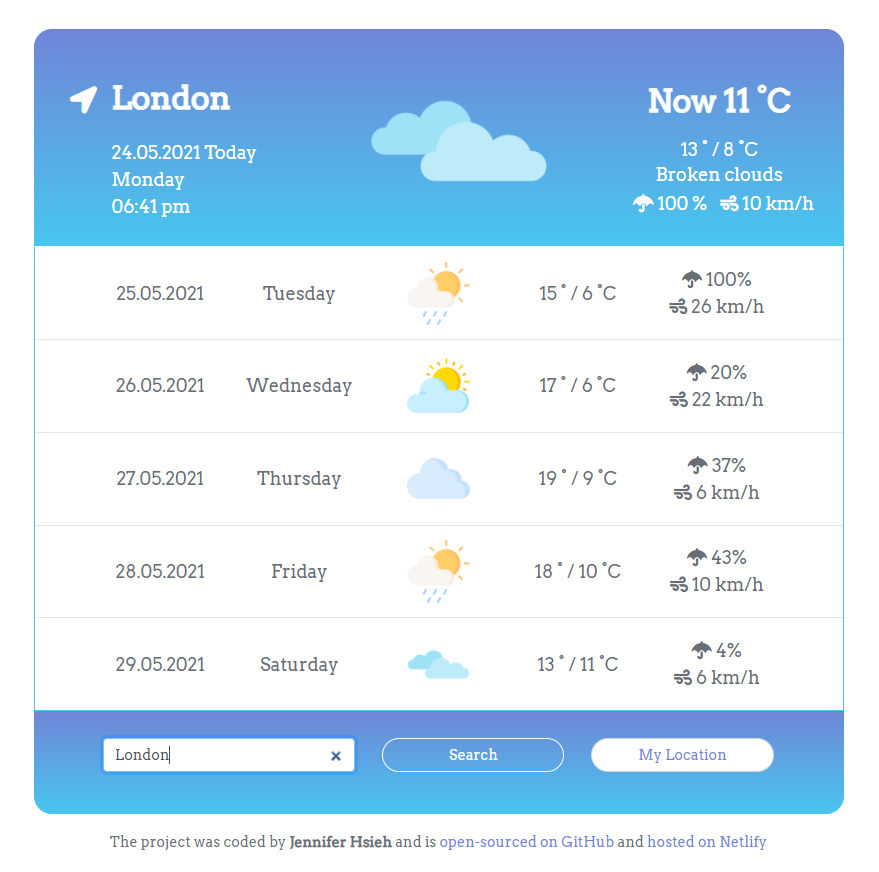 London
Now 11 °C
24.05.2021 Today
Monday
06:41 pm
13 ° / 8 °C
Broken clouds
100 % 10 km/h
25.05.2021 Tuesday 15 ° / 6 °C 100% 26 km/h
26.05.2021 Wednesday 17 ° / 6 °C 20% 22 km/h
27.05.2021 Thursday 19 ° / 9 °C 37% 6 km/h
28.05.2021 Friday 18 ° / 10 °C 43% 10 km/h
29.05.2021 Saturday 13 ° / 11 °C 4% 6 km/h
London Search My Location
The project was coded by Jennifer Hsieh and is open-sourced on GitHub and hosted on Netlify